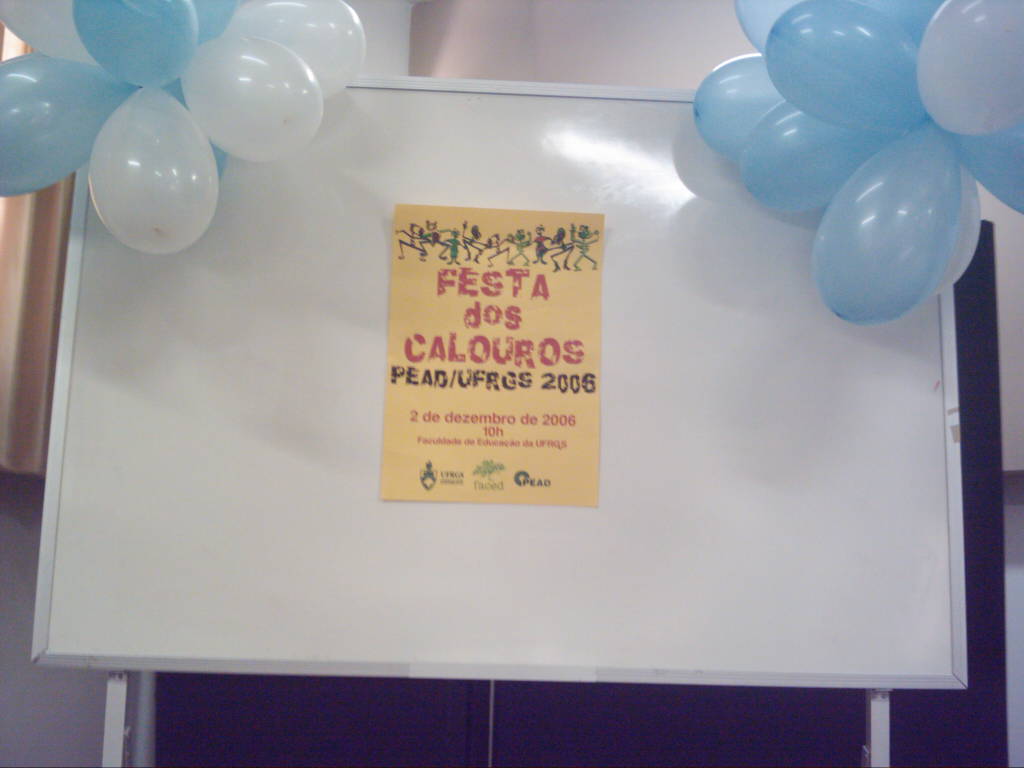 FESTA
dos
CALOUROS
PEAD/UFRGS 2006
2 de dezembro de 2006
10h
Faculdade de Educação da UFRGS
UFRGS
faced
PEAD